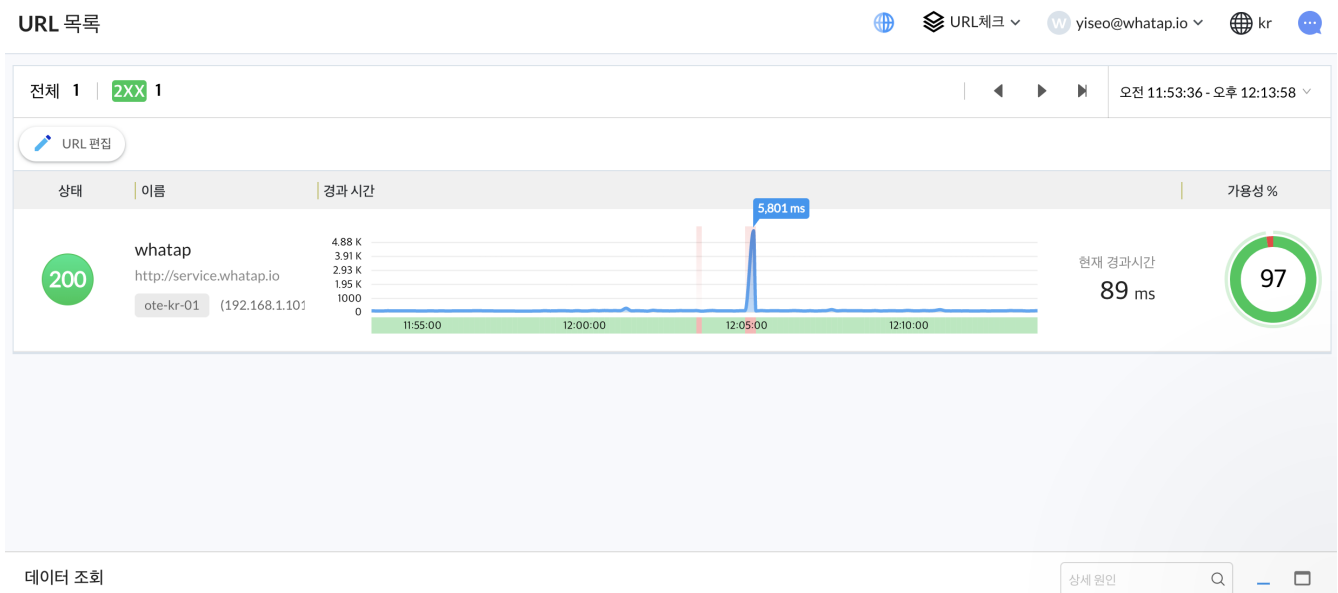 URL 목록
URL체크
W yiseo@whatap.io
kr
전체 1 2XX 1
오전 11:53:36 - 오후 12:13:58
URL 편집
상태 이름 경과 시간 가용성 %
5,801 ms
200
whatap
http://service.whatap.io
ote-kr-01 (192.168.1.101
4.88 K
3.91 K
2.93 K
1.95 K
1000
0
11:55:00 12:00:00 12:05:00 12:10:00
현재 경과시간
89 ms
97
데이터 조회
상세 원인